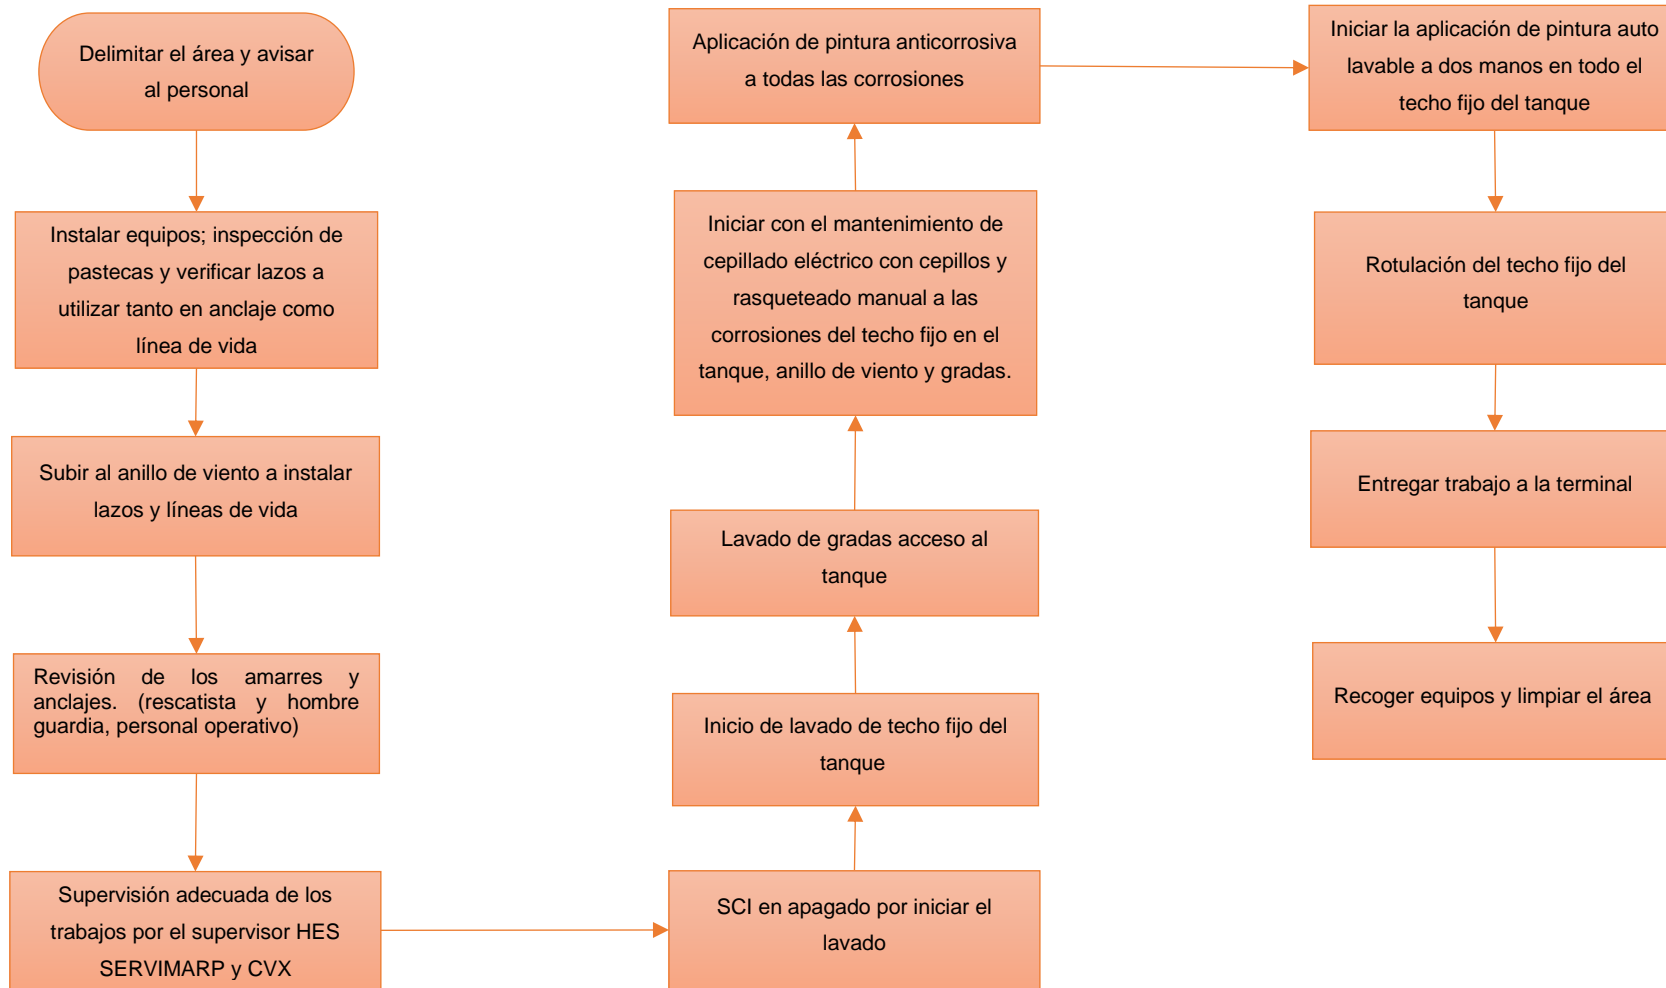 Delimitar el área y avisar
al personal
Instalar equipos; inspección de
pastecas y verificar lazos a
utilizar tanto en anclaje como
línea de vida
Subir al anillo de viento a instalar
lazos y líneas de vida
Revisión de los amarres y
anclajes. (rescatista y hombre
guardia, personal operativo)
Supervisión adecuada de los
trabajos por el supervisor HES
SERVIMARP y CVX
SCI en apagado por iniciar el
lavado
Inicio de lavado de techo fijo del
tanque
Lavado de gradas acceso al
tanque
Iniciar con el mantenimiento de
cepillado eléctrico con cepillos y
rasqueteado manual a las
corrosiones del techo fijo en el
tanque, anillo de viento y gradas.
Aplicación de pintura anticorrosiva
a todas las corrosiones
Iniciar la aplicación de pintura auto
lavable a dos manos en todo el
techo fijo del tanque
Rotulación del techo fijo del
tanque
Entregar trabajo a la terminal
Recoger equipos y limpiar el área